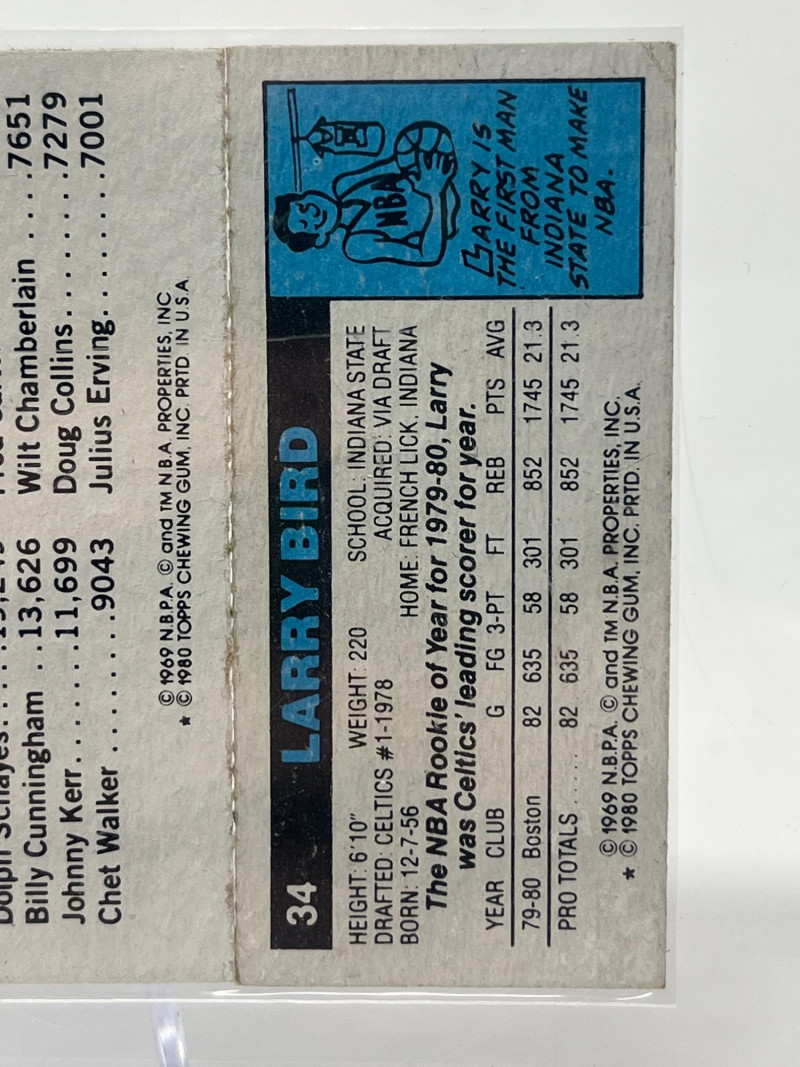 Billy Cunningham ..13,626 Wilt Chamberlain ....7651
Johnny Kerr.......11,699 Doug Collins........7279
Chet Walker .........9043 Julius Erving........7001
© 1969 N.B.P.A. © and TM N.B.A. PROPERTIES, INC.
* © 1980 TOPPS CHEWING GUM, INC. PRTD. IN U.S.A.
34 LARRY BIRD
HEIGHT: 6'10" WEIGHT: 220 SCHOOL: INDIANA STATE
DRAFTED: CELTICS #1-1978 ACQUIRED: VIA DRAFT
BORN: 12-7-56 HOME: FRENCH LICK, INDIANA
The NBA Rookie of Year for 1979-80, Larry
was Celtics' leading scorer for year.
YEAR CLUB G FG 3-PT FT REB PTS AVG
79-80 Boston 82 635 58 301 852 1745 21.3
PRO TOTALS ..... 82 635 58 301 852 1745 21.3
© 1969 N.B.P.A. © and TM N.B.A. PROPERTIES, INC.
* © 1980 TOPPS CHEWING GUM, INC. PRTD. IN U.S.A.
NBA
LARRY IS
THE FIRST MAN
FROM
INDIANA
STATE TO MAKE
NBA.